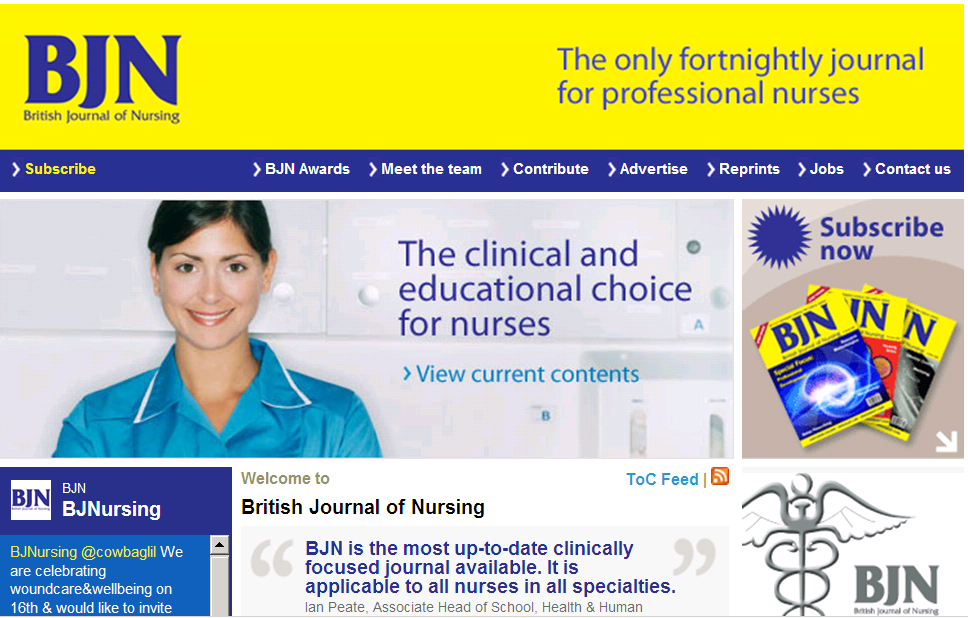 BJN
British Journal of Nursing
The only fortnightly journal
for professional nurses
Subscribe
BJN Awards
Meet the team
Contribute
Advertise
Reprints
Jobs
Contact us
The clinical and
educational choice
for nurses
View current contents
A
B
Subscribe
now
BJN
British Journal of Nursing
Special Focus:
JN
N
BJN
BJN
BJNursing
BJNursing @cowbaglil We
are celebrating
woundcare&wellbeing on
16th & would like to invite
Welcome to
ToC Feed |
British Journal of Nursing
“ BJN is the most up-to-date clinically ”
focused journal available. It is
applicable to all nurses in all specialties.
Ian Peate, Associate Head of School, Health & Human
BJN
British Journal of Nursing